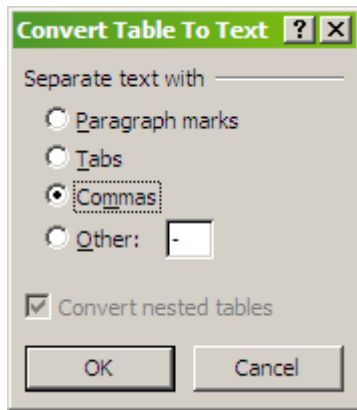 Convert Table To Text
Separate text with
Paragraph marks
Tabs
Commas
Other: -
Convert nested tables
OK Cancel